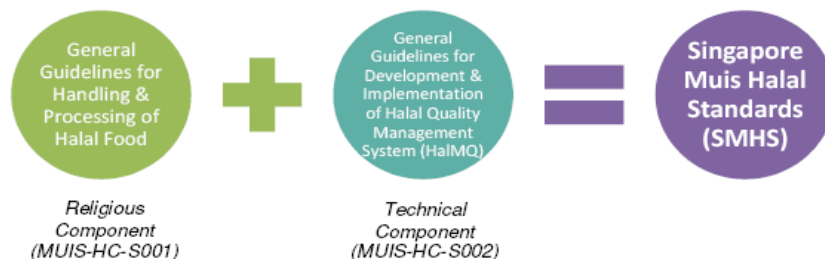 General
Guidelines for
Handling &
Processing of
Halal Food
General
Guidelines for
Development &
Implementation
of Halal Quality
Management
System (HalMQ)
Singapore
Muis Halal
Standards
(SMHS)
Religious
Component
(MUIS-HC-S001)
Technical
Component
(MUIS-HC-S002)